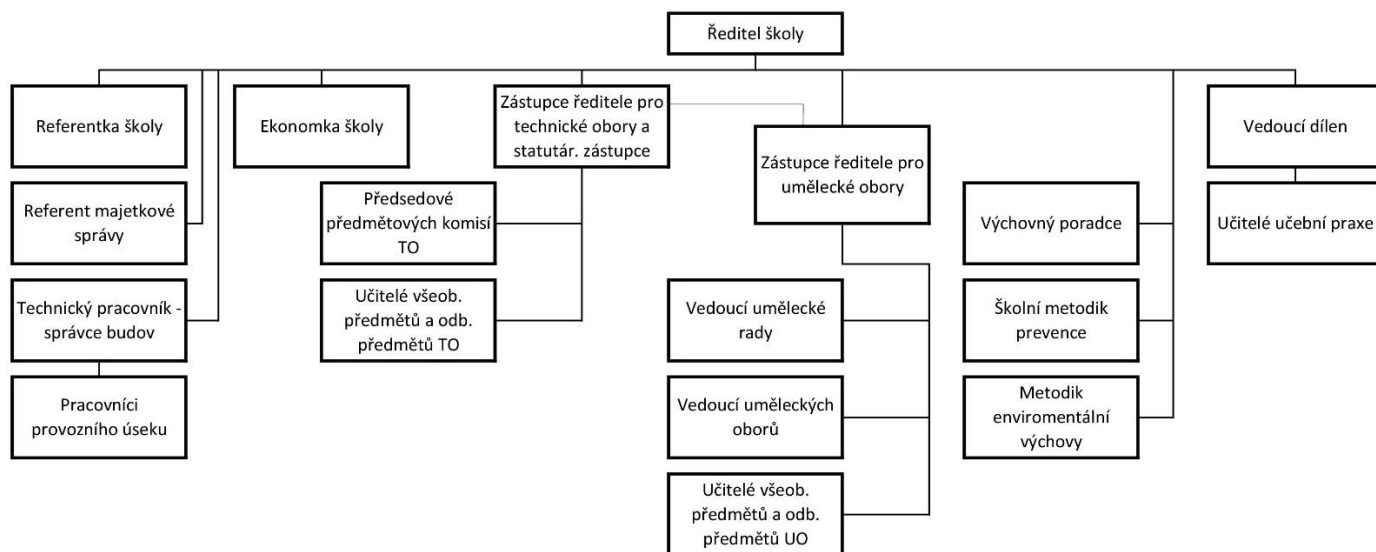 Ředitel školy
Referentka školy
Ekonomka školy
Zástupce ředitele pro
technické obory a
statutár. zástupce
Zástupce ředitele pro
umělecké obory
Vedoucí dílen
Referent majetkové
správy
Předsedové
předmětových komisí
TO
Výchovný poradce
Učitelé učební praxe
Technický pracovník -
správce budov
Učitelé všeob.
předmětů a odb.
předmětů TO
Vedoucí umělecké
rady
Školní metodik
prevence
Pracovníci
provozního úseku
Vedoucí uměleckých
oborů
Metodik
enviromentální
výchovy
Učitelé všeob.
předmětů a odb.
předmětů UO